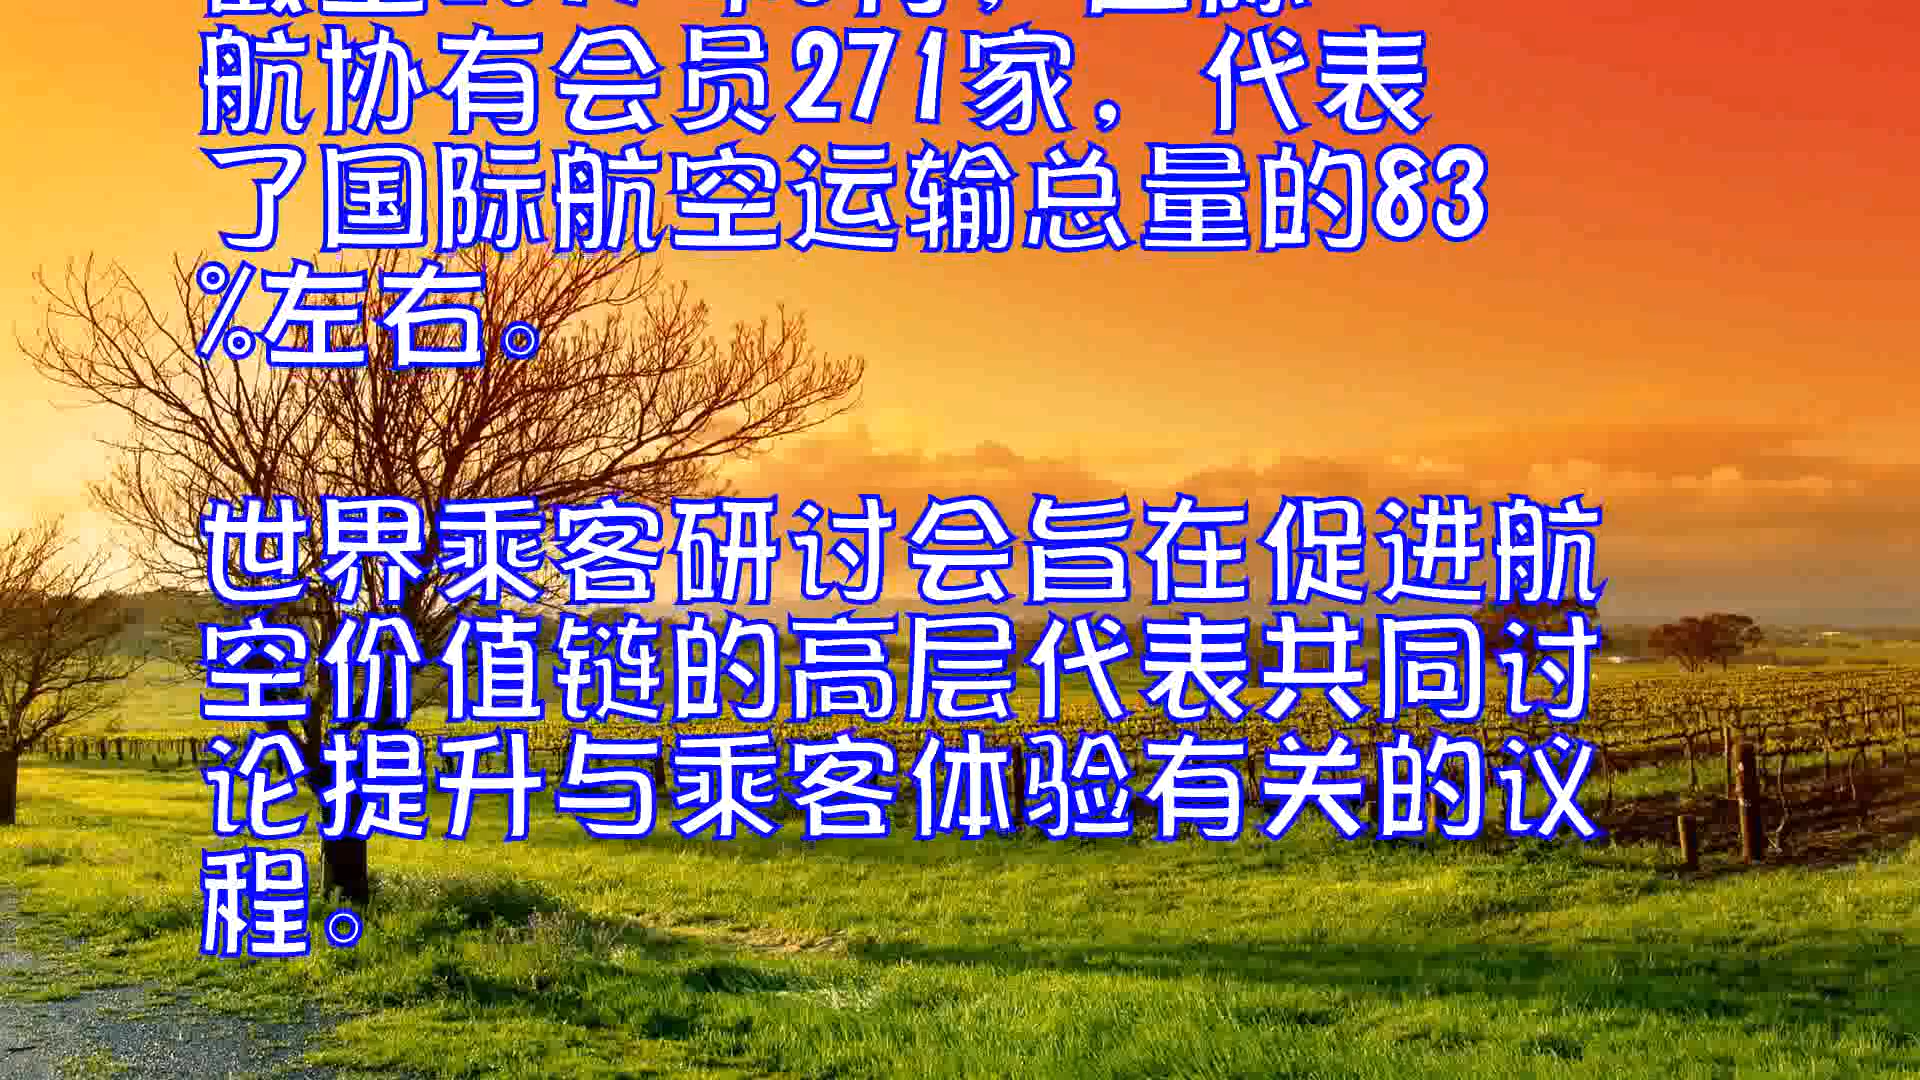 航协有会员271家，代表
了国际航空运输总量的83
%左右。
世界乘客研讨会旨在促进航
空价值链的高层代表共同讨
论提升与乘客体验有关的议
程。